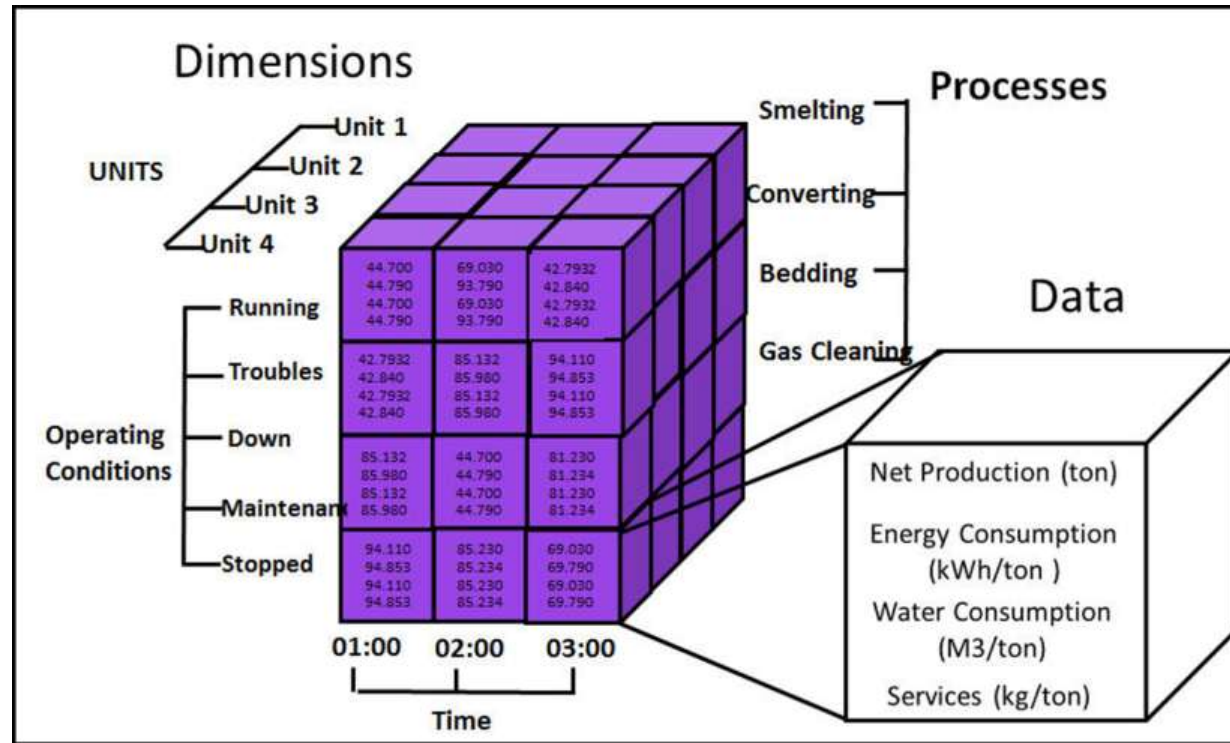 Dimensions
UNITS
Unit 1
Unit 2
Unit 3
Unit 4
Operating
Conditions
Running
Troubles
Down
Maintenanc
Stopped
44.700
44.790
44.700
44.790
69.030
93.790
69.030
93.790
42.7932
42.840
42.7932
42.840
42.7932
42.840
42.7932
42.840
85.132
85.980
85.132
85.980
94.110
94.853
94.110
94.853
85.132
85.980
85.132
85.980
44.700
44.790
44.700
44.790
81.230
81.234
81.230
81.234
94.110
94.853
94.110
94.853
85.230
85.234
85.230
85.234
69.030
69.790
69.030
69.790
01:00 02:00 03:00
Time
Processes
Smelting
Converting
Bedding
Gas Cleaning
Data
Net Production (ton)
Energy Consumption
(kWh/ton )
Water Consumption
(M3/ton)
Services (kg/ton)